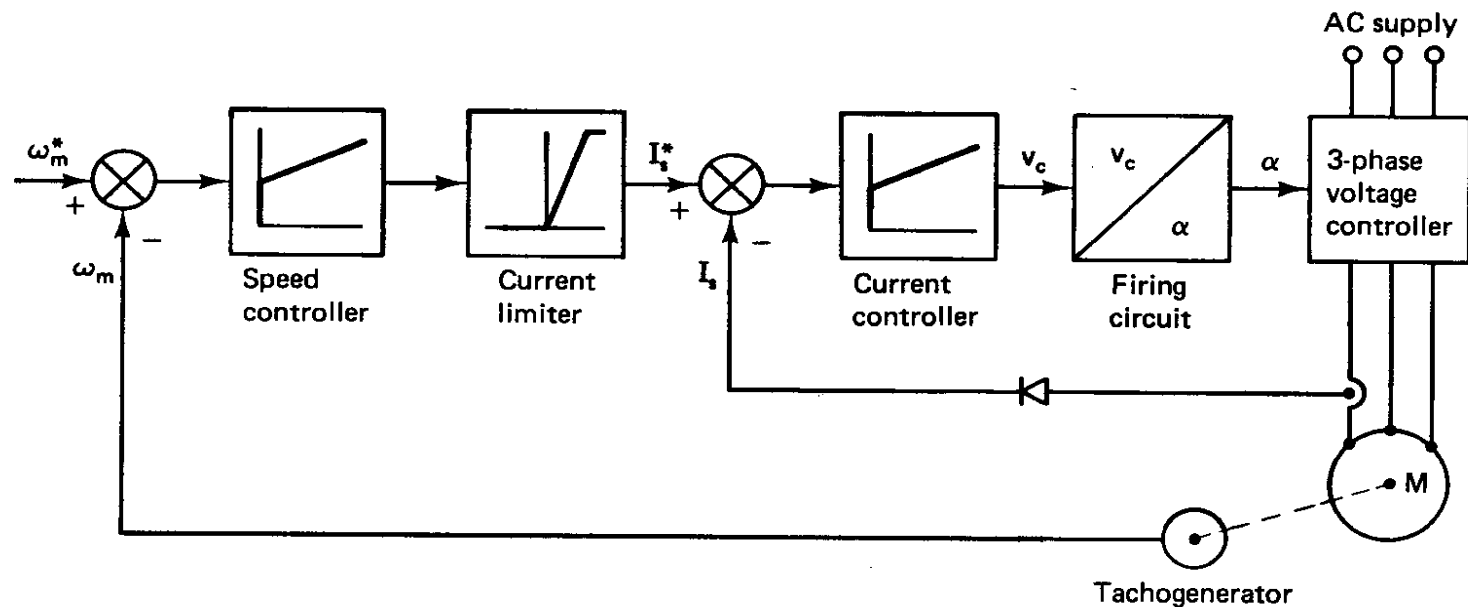 AC supply
ω*m
+
−
ωm
Speed
controller
Current
limiter
I*s
+
−
Is
Current
controller
vc
vc
α
Firing
circuit
α
3-phase
voltage
controller
M
Tachogenerator